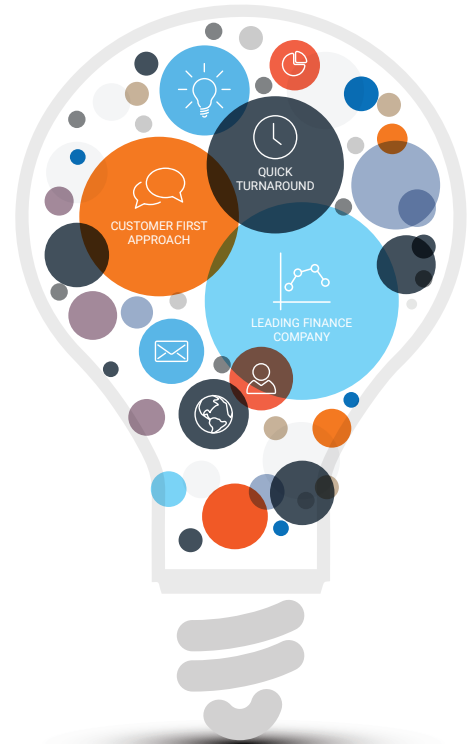 QUICK
TURNAROUND
CUSTOMER FIRST
APPROACH
LEADING FINANCE
COMPANY